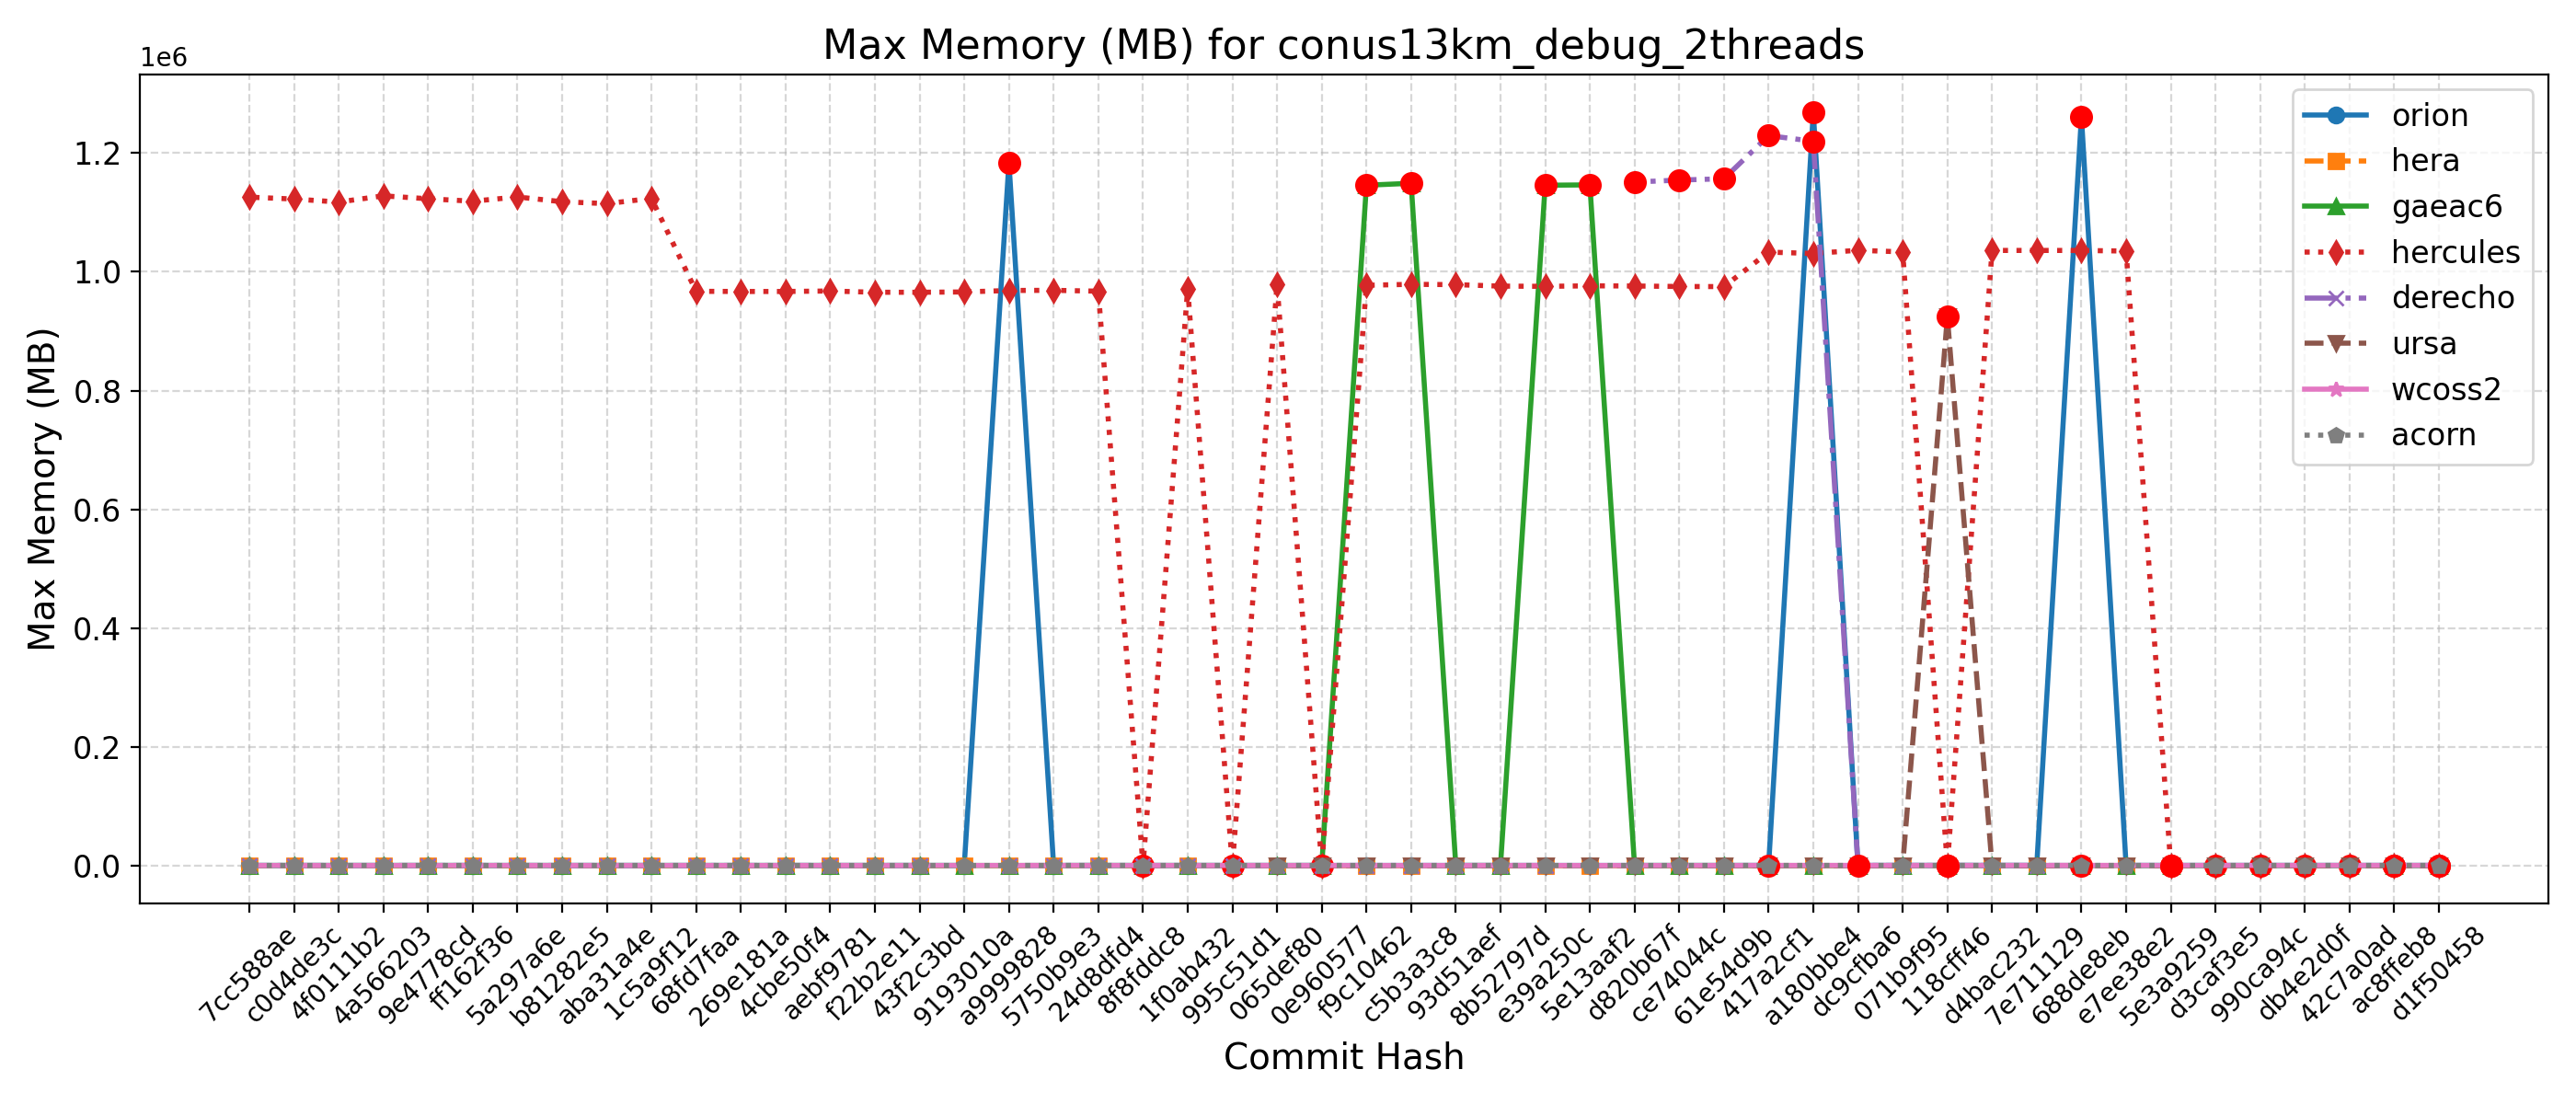 Max Memory (MB) for conus13km_debug_2threads
1e6
Max Memory (MB)
1.2
1.0
0.8
0.6
0.4
0.2
0.0
orion
hera
gaeac6
hercules
derecho
ursa
wcoss2
acorn
7cc588ae
c0d4de3c
4f0111b2
4a566203
9e4778cd
ff162f36
5a297a6e
b81282e5
aba31a4e
1c5a9f12
68fd7faa
269e181a
4cbe50f4
aebf9781
f22b2e11
43f2c3bd
9193010a
a9999828
5750b9e3
24d8dfd4
8f8fddc8
1f0ab432
995c51d1
065def80
0e960577
f9c10462
c5b3a3c8
93d51aef
8b52797d
e39a250c
5e13aaf2
d820b67f
ce74044c
61e54d9b
417a2cf1
a180bbe4
dc9cfba6
071b9f95
118cff46
d4bac232
7e711129
688de8eb
e7ee38e2
5e3a9259
d3caf3e5
990ca94c
db4e2d0f
42c7a0ad
ac8ffeb8
d1f50458
Commit Hash